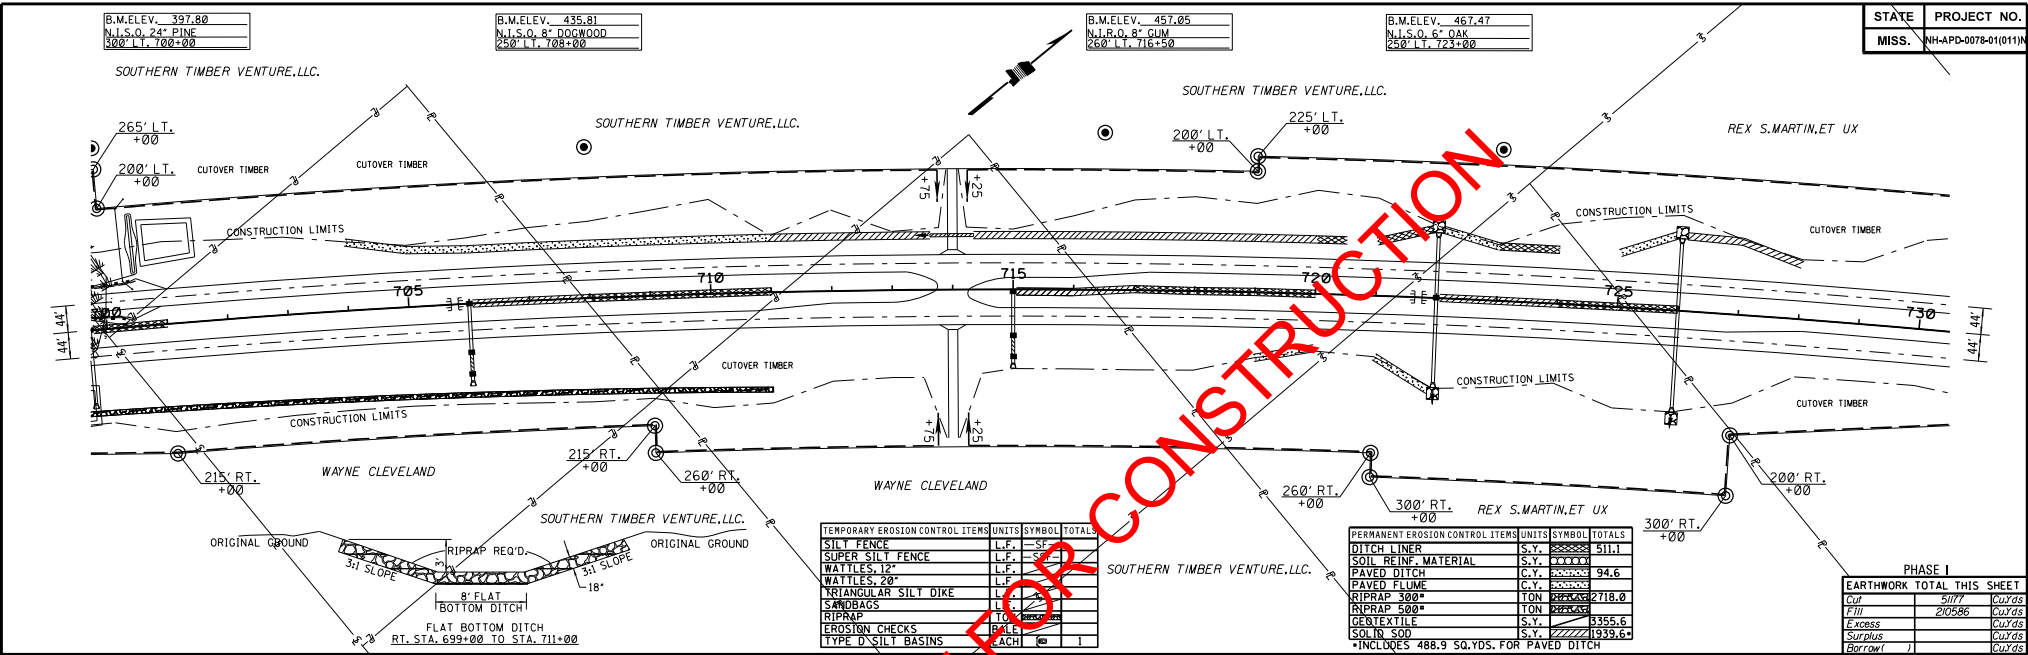 B.M.ELEV. 397.80
N.I.S.O. 24" PINE
300' LT. 700+00
B.M.ELEV. 435.81
N.I.S.O. 8" DOGWOOD
250' LT. 708+00
B.M.ELEV. 457.05
N.I.R.O. 8" GUM
260' LT. 716+50
B.M.ELEV. 467.47
N.I.S.O. 6" OAK
250' LT. 723+00
STATE PROJECT NO.
MISS. NH-APD-0078-01(011)N
SOUTHERN TIMBER VENTURE,LLC.
SOUTHERN TIMBER VENTURE,LLC.
SOUTHERN TIMBER VENTURE,LLC.
REX S.MARTIN,ET UX
265' LT.
+00
200' LT.
+00
200' LT.
+00
225' LT.
+00
CUTOVER TIMBER
CUTOVER TIMBER
CONSTRUCTION LIMITS
+75
+25
CONSTRUCTION LIMITS
CUTOVER TIMBER
705
710
715
720
725
730
44'
44'
44'
44'
CUTOVER TIMBER
CONSTRUCTION LIMITS
CONSTRUCTION LIMITS
CUTOVER TIMBER
+75
+25
215' RT.
+00
215' RT.
+00
260' RT.
+00
260' RT.
+00
300' RT.
+00
300' RT.
+00
200' RT.
+00
WAYNE CLEVELAND
WAYNE CLEVELAND
REX S.MARTIN,ET UX
SOUTHERN TIMBER VENTURE,LLC.
SOUTHERN TIMBER VENTURE,LLC.
FOR CONSTRUCTION
ORIGINAL GROUND
RIPRAP REQ'D.
ORIGINAL GROUND
3:1 SLOPE
3'
3:1 SLOPE
18"
8' FLAT
BOTTOM DITCH
FLAT BOTTOM DITCH
RT. STA. 699+00 TO STA. 711+00
TEMPORARY EROSION CONTROL ITEMS UNITS SYMBOL TOTALS
SILT FENCE L.F. SF
SUPER SILT FENCE L.F. SSF
WATTLES, 12" L.F.
WATTLES, 20" L.F.
TRIANGULAR SILT DIKE L.F.
SANDBAGS L.F.
RIPRAP TON
EROSION CHECKS BALE
TYPE D SILT BASINS EACH 1
PERMANENT EROSION CONTROL ITEMS UNITS SYMBOL TOTALS
DITCH LINER S.Y. 511.1
SOIL REINF. MATERIAL S.Y.
PAVED DITCH C.Y. 94.6
PAVED FLUME C.Y.
RIPRAP 300# TON 2718.0
RIPRAP 500# TON
GEOTEXTILE S.Y. 3355.6
SOLID SOD S.Y. 1939.6*
*INCLUDES 488.9 SQ.YDS. FOR PAVED DITCH
PHASE I
EARTHWORK TOTAL THIS SHEET
Cut 51177 Cu.Yds
Fill 210586 Cu.Yds
Excess Cu.Yds
Surplus Cu.Yds
Borrow( ) Cu.Yds